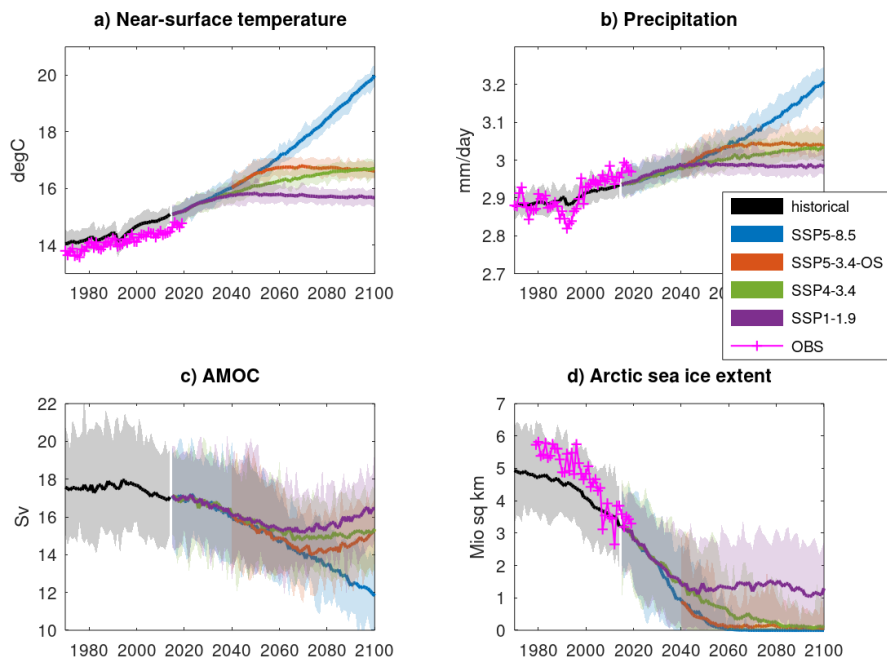 a) Near-surface temperature
b) Precipitation
20
18
16
14
degC
1980 2000 2020 2040 2060 2080 2100
3.2
3.1
3
2.9
2.8
2.7
mm/day
1980 2000 2020 2040
historical
SSP5-8.5
SSP5-3.4-OS
SSP4-3.4
SSP1-1.9
OBS
c) AMOC
d) Arctic sea ice extent
22
20
18
16
14
12
10
Sv
1980 2000 2020 2040 2060 2080 2100
7
6
5
4
3
2
1
0
Mio sq km
1980 2000 2020 2040 2060 2080 2100